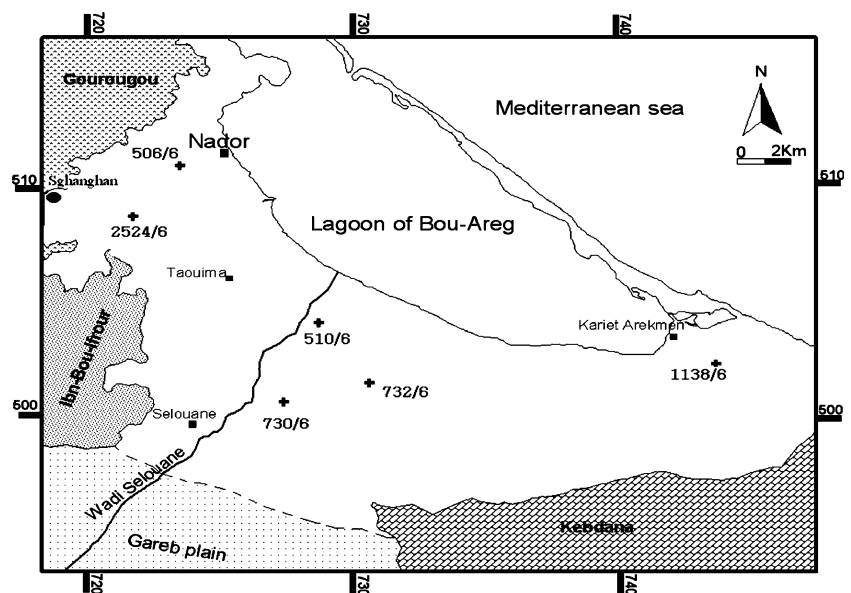 720
730
740
Gourougou
Mediterranean sea
N
0 2Km
Nador
506/6
510
510
Sghanghan
2524/6
Lagoon of Bou-Areg
Taouima
Kariet Arekmen
510/6
Ibn-Bou-Ifrour
1138/6
732/6
730/6
500
500
Selouane
Wadi Selouane
Gareb plain
Kebdana
720
730
740